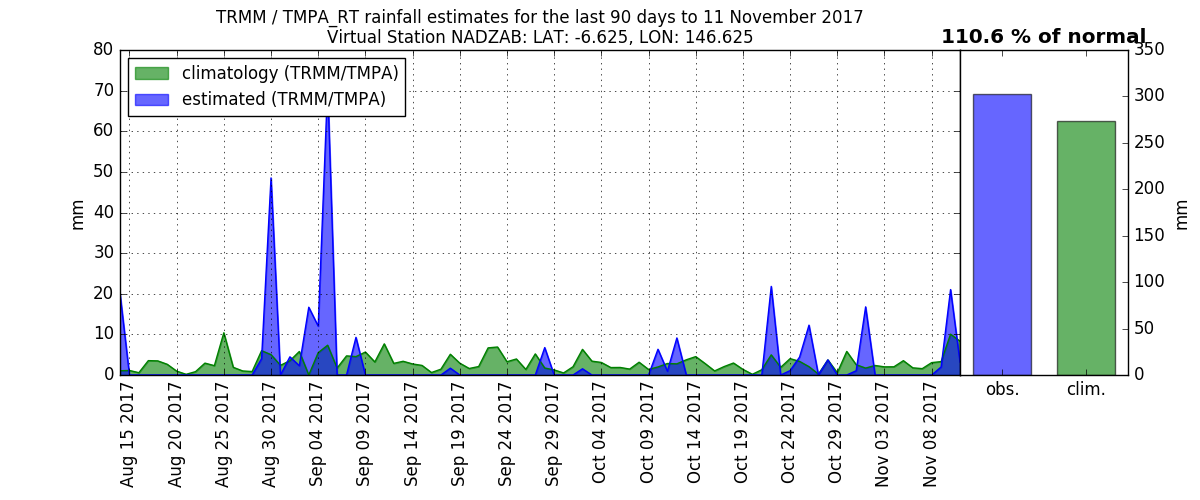 TRMM / TMPA_RT rainfall estimates for the last 90 days to 11 November 2017
Virtual Station NADZAB: LAT: -6.625, LON: 146.625
110.6 % of normal
climatology (TRMM/TMPA)
estimated (TRMM/TMPA)
80
70
60
50
40
30
20
10
0
mm
Aug 15 2017
Aug 20 2017
Aug 25 2017
Aug 30 2017
Sep 04 2017
Sep 09 2017
Sep 14 2017
Sep 19 2017
Sep 24 2017
Sep 29 2017
Oct 04 2017
Oct 09 2017
Oct 14 2017
Oct 19 2017
Oct 24 2017
Oct 29 2017
Nov 03 2017
Nov 08 2017
obs.
clim.
350
300
250
200
150
100
50
0
mm